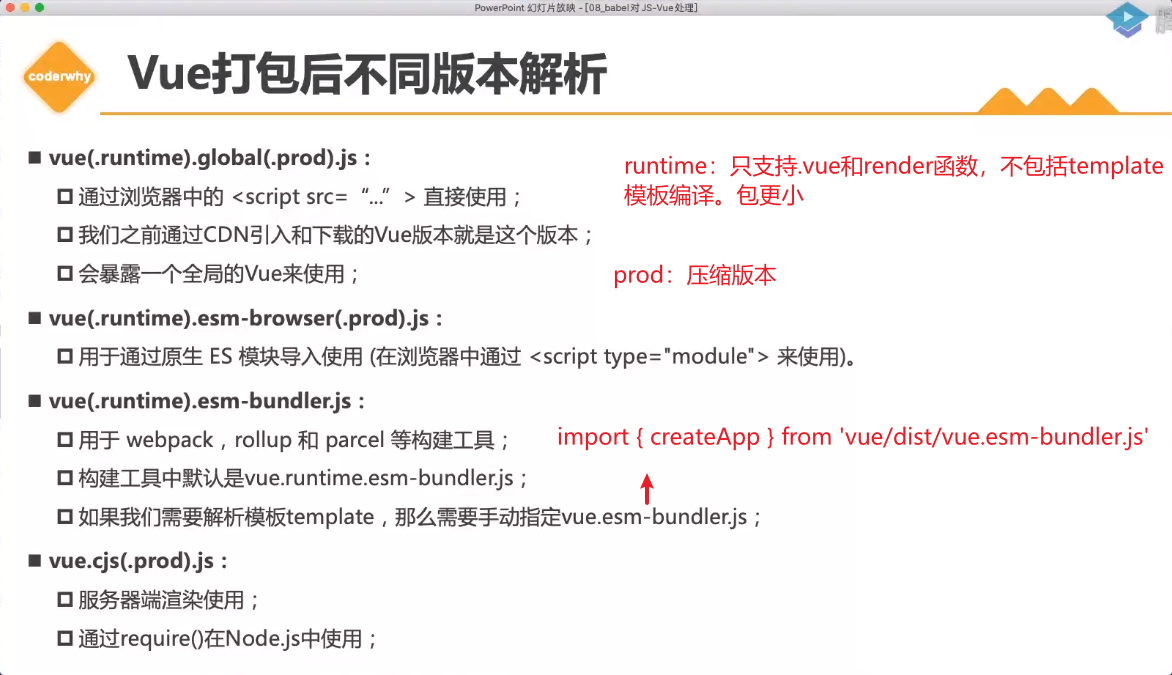 PowerPoint 幻灯片放映 - [08_babel对 JS-Vue处理]
coderwhy
Vue打包后不同版本解析
vue(.runtime).global(.prod).js：
通过浏览器中的 <script src=“...” > 直接使用；
我们之前通过CDN引入和下载的Vue版本就是这个版本；
会暴露一个全局的Vue来使用；
runtime：只支持.vue和render函数，不包括template
模板编译。包更小
prod：压缩版本
vue(.runtime).esm-browser(.prod).js：
用于通过原生 ES 模块导入使用 (在浏览器中通过 <script type="module"> 来使用)。
vue(.runtime).esm-bundler.js：
用于 webpack，rollup 和 parcel 等构建工具；
构建工具中默认是vue.runtime.esm-bundler.js；
如果我们需要解析模板template，那么需要手动指定vue.esm-bundler.js；
import { createApp } from 'vue/dist/vue.esm-bundler.js'
vue.cjs(.prod).js：
服务器端渲染使用；
通过require()在Node.js中使用；